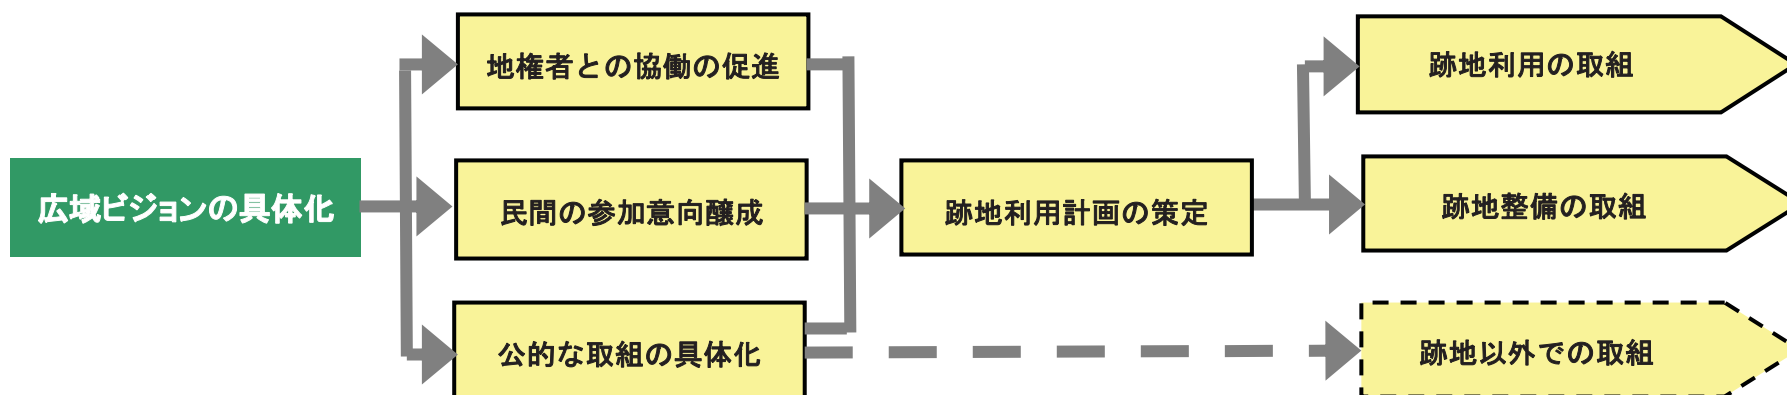 広域ビジョンの具体化
地権者との協働の促進
民間の参加意向醸成
公的な取組の具体化
跡地利用計画の策定
跡地利用の取組
跡地整備の取組
跡地以外での取組